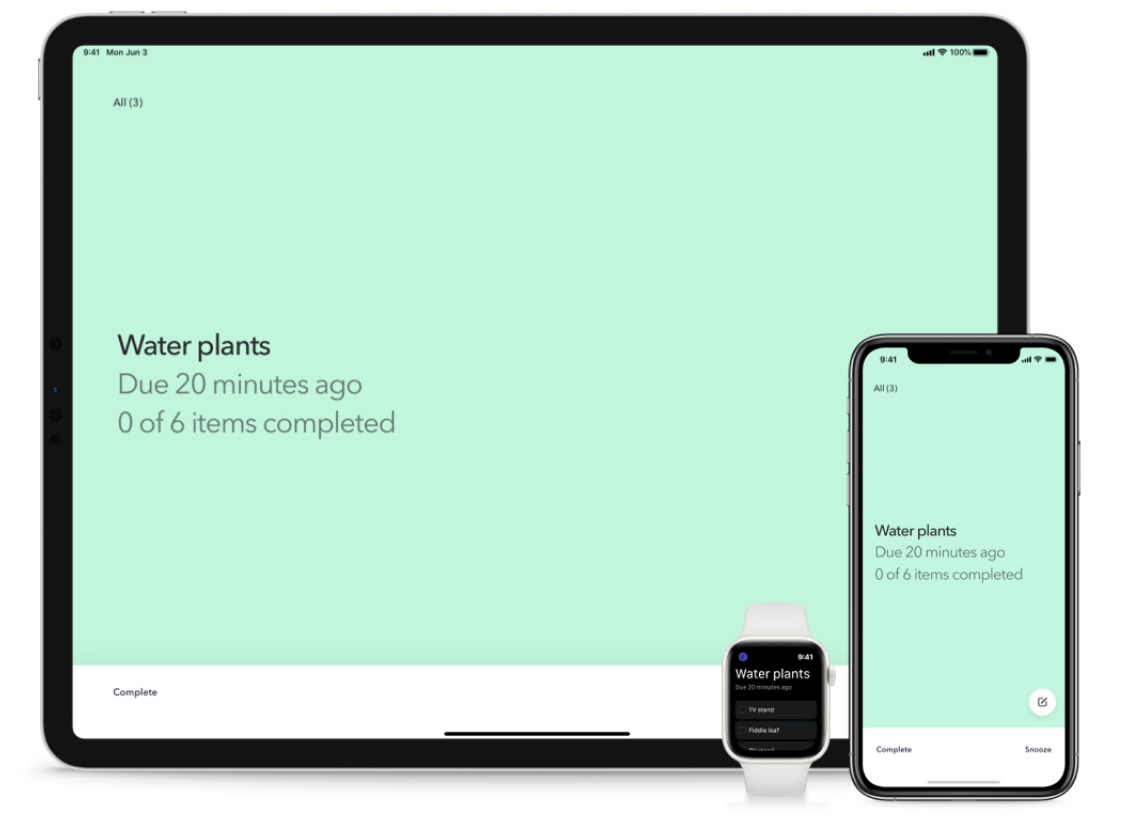 9:41 Mon Jun 3
100%
All (3)
Water plants
Due 20 minutes ago
0 of 6 items completed
Complete
9:41
Water plants
Due 20 minutes ago
TV stand
Fiddle leaf
TV stand
9:41
All (3)
Water plants
Due 20 minutes ago
0 of 6 items completed
Complete
Snooze